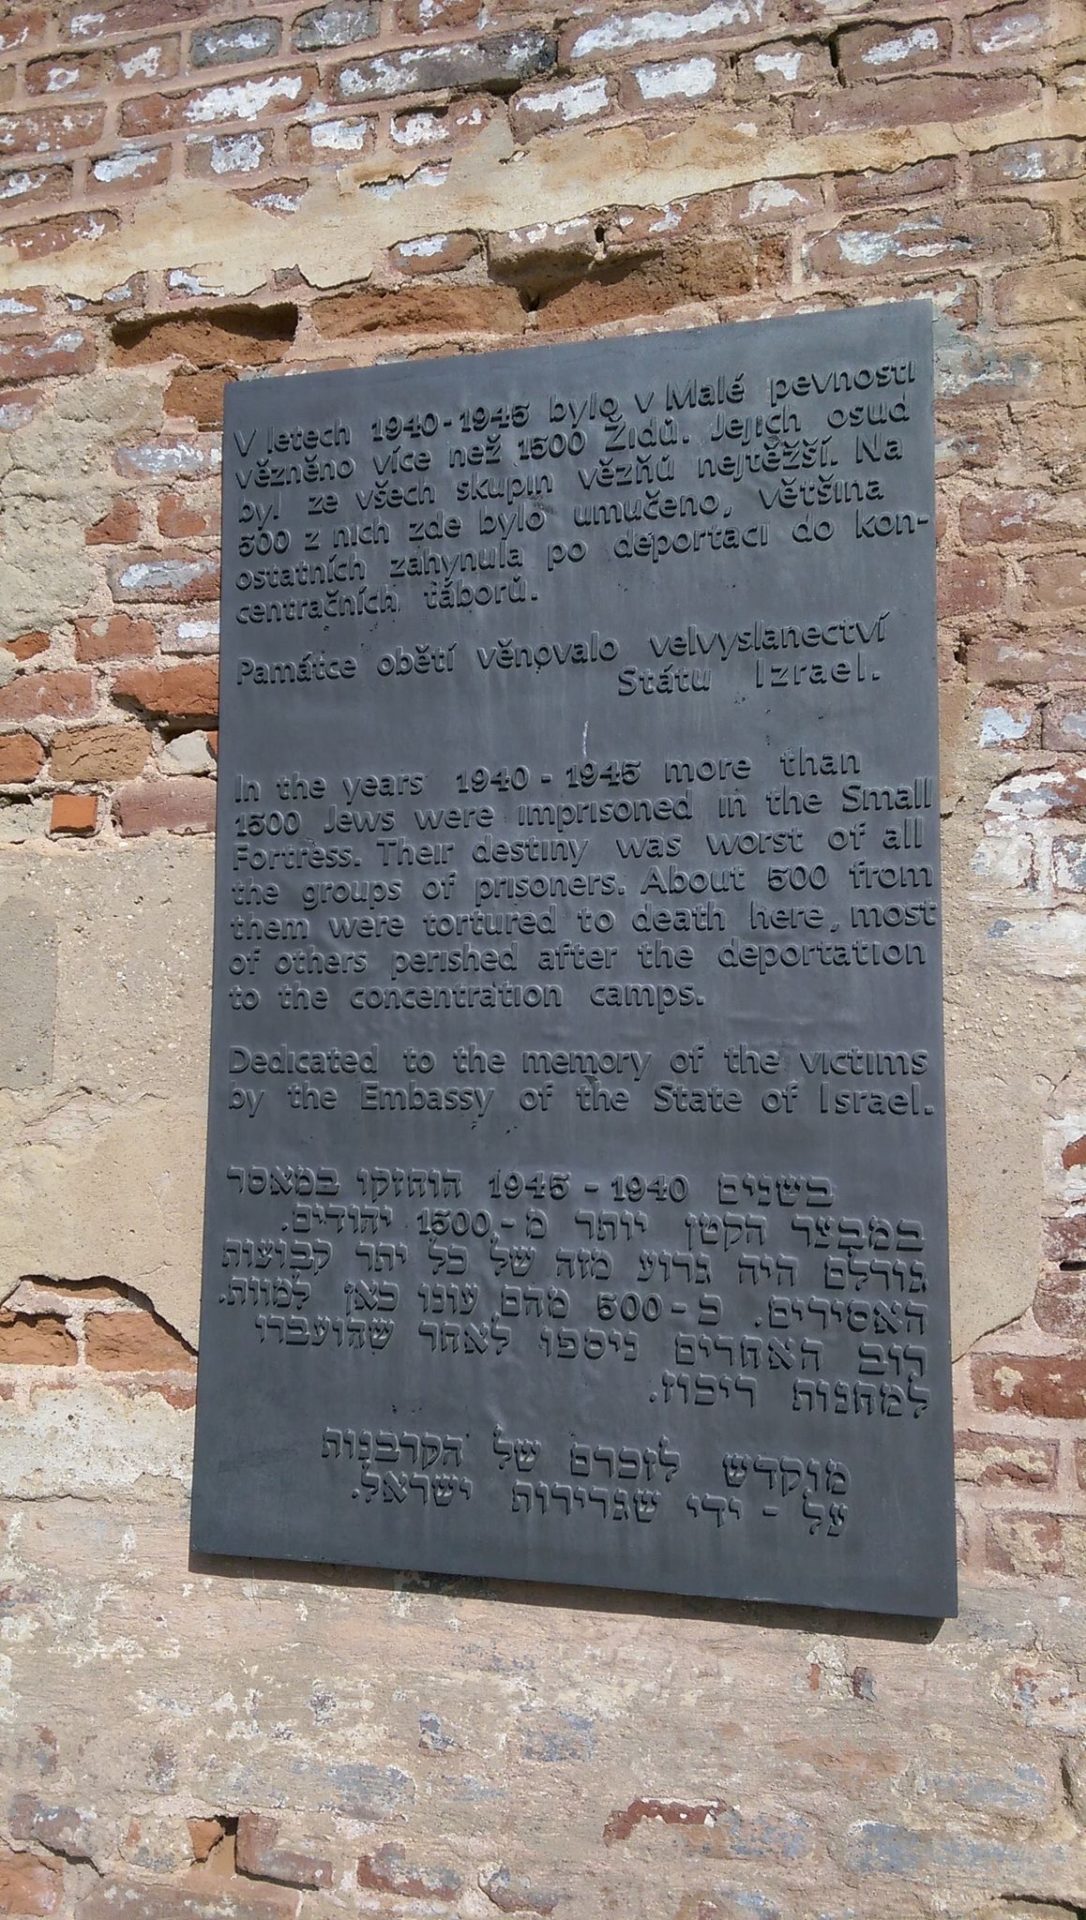 V letech 1940-1945 bylo v Malé pevnosti
vězněno více než 1500 Židů. Jejich osud
byl ze všech skupin vězňů nejtěžší. Na
500 z nich zde bylo umučeno, většina
ostatních zahynula po deportaci do kon-
centračních táborů.
Památce obětí věnovalo velvyslanectví
Státu Izrael.
In the years 1940 - 1945 more than
1500 Jews were imprisoned in the Small
Fortress. Their destiny was worst of all
the groups of prisoners. About 500 from
them were tortured to death here, most
of others perished after the deportation
to the concentration camps.
Dedicated to the memory of the victims
by the Embassy of the State of Israel.
בשנים 1940 - 1945 הוחזקו במאסר
במבצר הקטן יותר מ-1500 יהודים.
גורלם היה גרוע מזה של כל יתר קבוצות
האסירים. כ-500 מהם עונו כאן למוות.
רוב האחרים ניספו לאחר שהועברו
למחנות ריכוז.
מוקדש לזכרם של הקרבנות
על - ידי שגרירות ישראל.